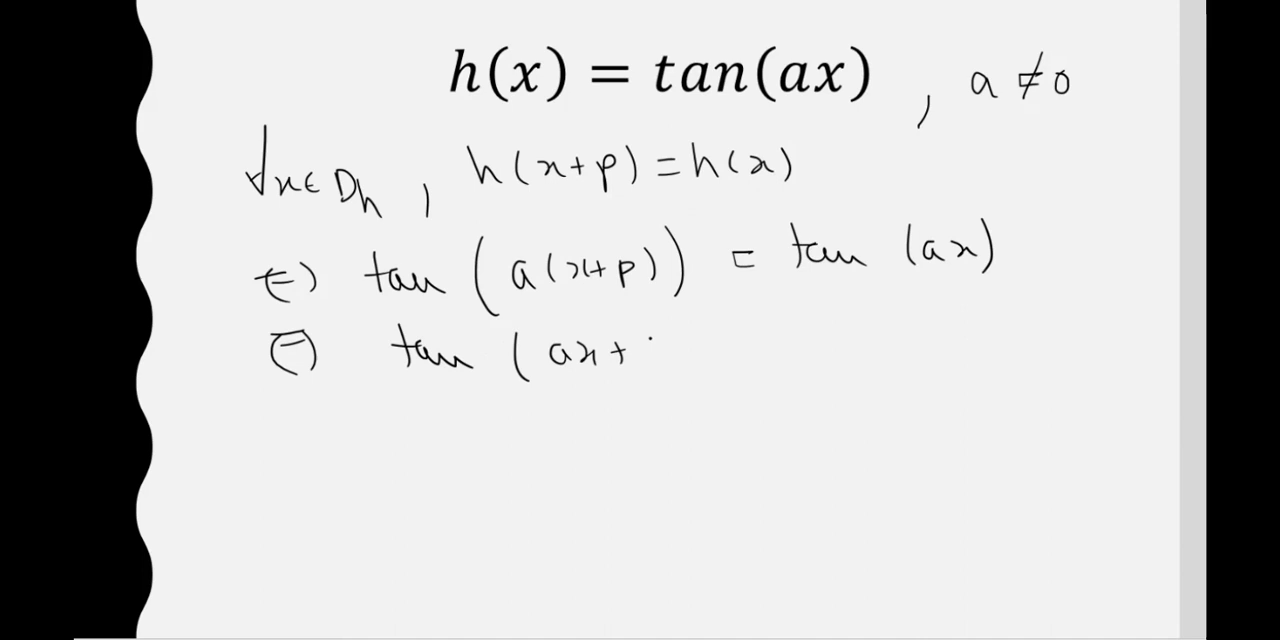 h(x) = tan(ax) , a ≠ 0
∀x∈ Dh , h(x+p) = h(x)
⇔ tan (a(x+p)) = tan (ax)
⇔ tan (ax+